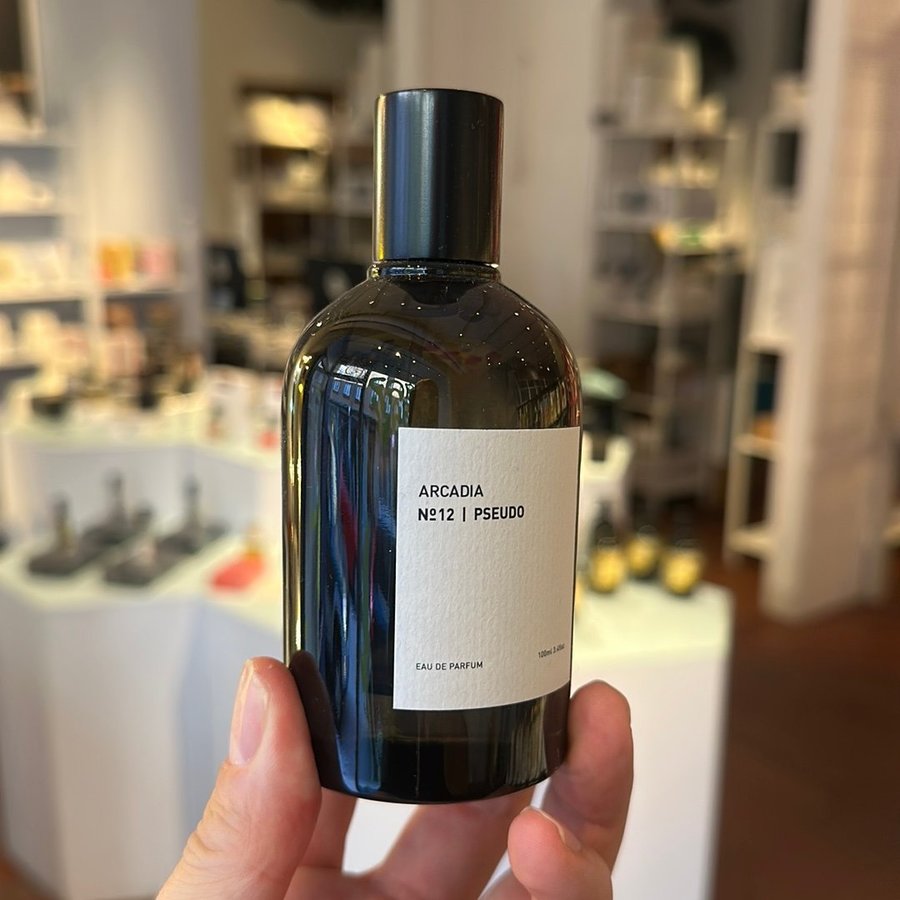 ARCADIA
Nº12 | PSEUDO
EAU DE PARFUM
100ml 3.4floz